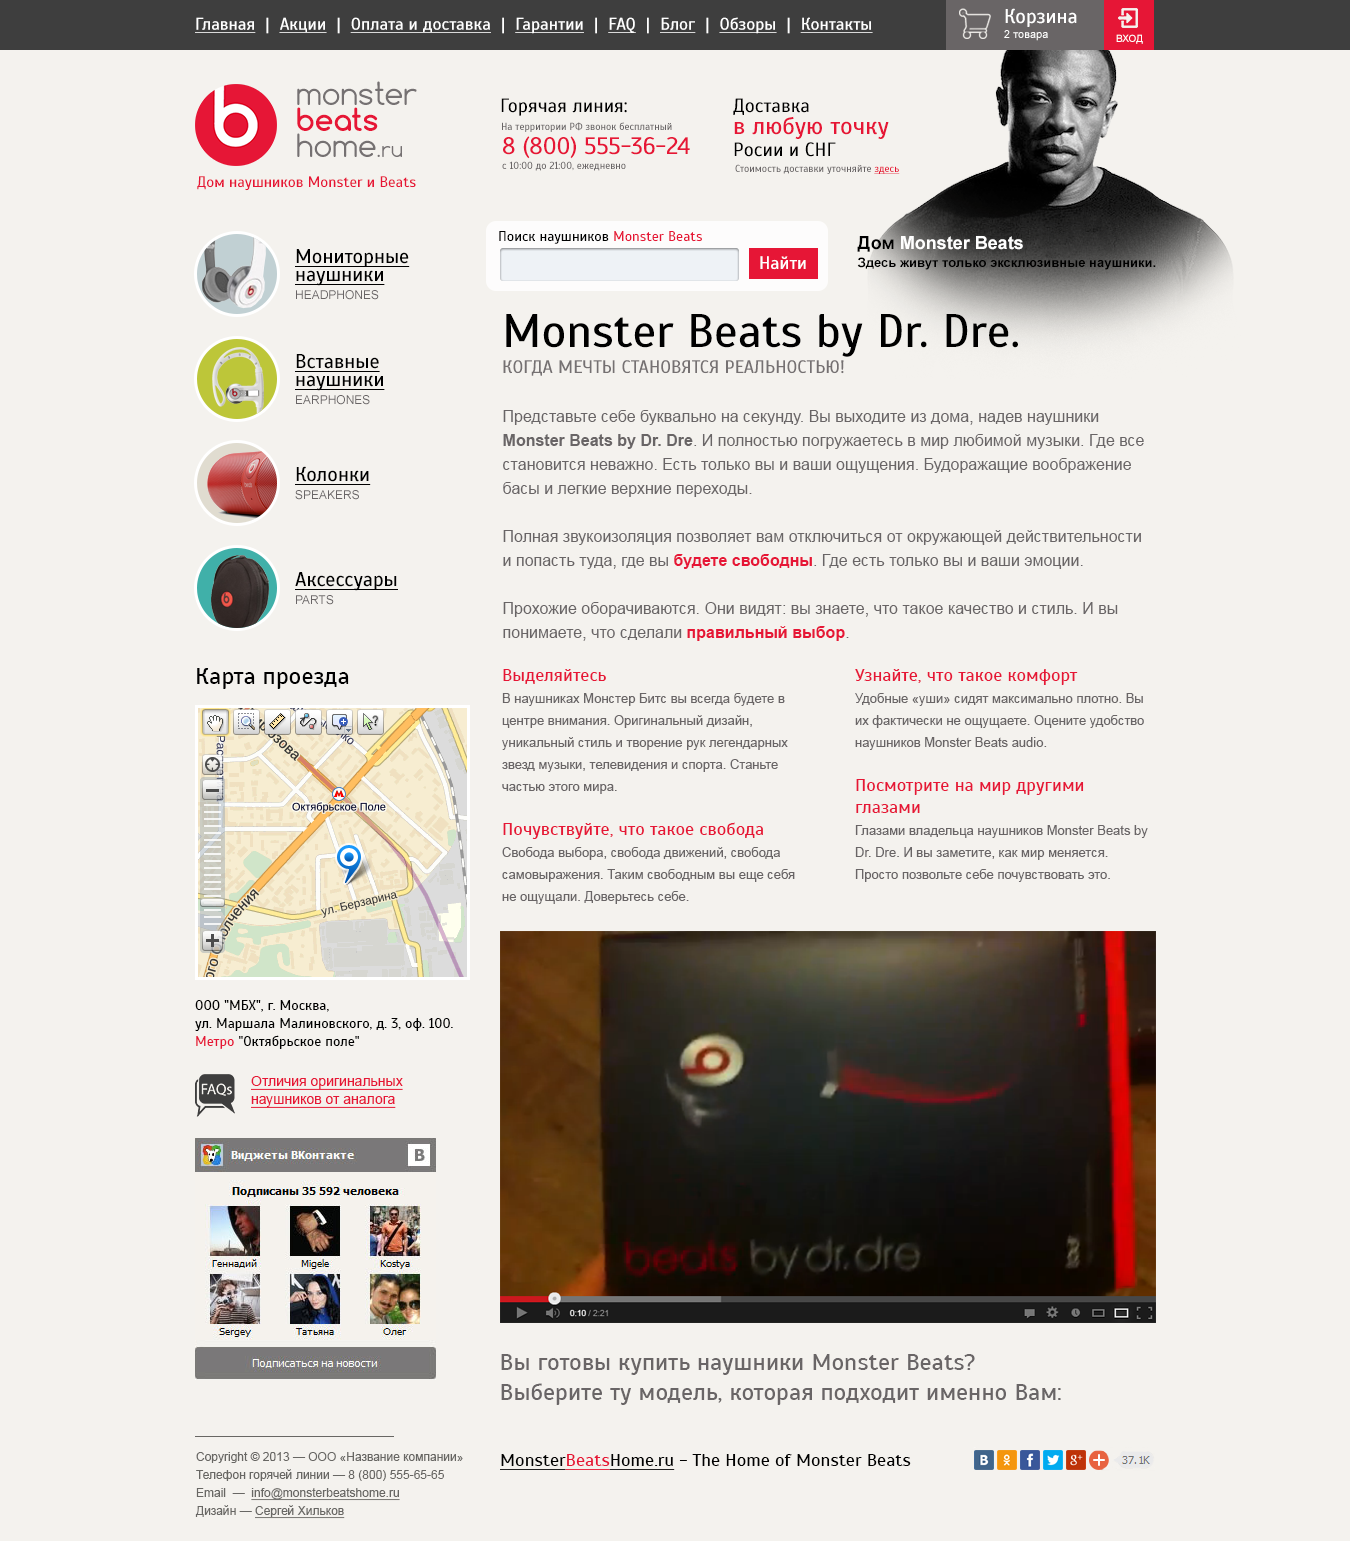 Главная | Акции | Оплата и доставка | Гарантии | FAQ | Блог | Обзоры | Контакты
Корзина
2 товара
вход
monster
beats
home.ru
Дом наушников Monster и Beats
Горячая линия:
На территории РФ звонок бесплатный
8 (800) 555-36-24
с 10:00 до 21:00, ежедневно
Доставка
в любую точку
Росии и СНГ
Стоимость доставки уточняйте здесь
Поиск наушников Monster Beats
Найти
Дом Monster Beats
Здесь живут только эксклюзивные наушники.
Мониторные
наушники
HEADPHONES
Вставные
наушники
EARPHONES
Колонки
SPEAKERS
Аксессуары
PARTS
Monster Beats by Dr. Dre.
КОГДА МЕЧТЫ СТАНОВЯТСЯ РЕАЛЬНОСТЬЮ!
Представьте себе буквально на секунду. Вы выходите из дома, надев наушники
Monster Beats by Dr. Dre. И полностью погружаетесь в мир любимой музыки. Где все
становится неважно. Есть только вы и ваши ощущения. Будоражащие воображение
басы и легкие верхние переходы.
Полная звукоизоляция позволяет вам отключиться от окружающей действительности
и попасть туда, где вы будете свободны. Где есть только вы и ваши эмоции.
Прохожие оборачиваются. Они видят: вы знаете, что такое качество и стиль. И вы
понимаете, что сделали правильный выбор.
Выделяйтесь
В наушниках Монстер Битс вы всегда будете в
центре внимания. Оригинальный дизайн,
уникальный стиль и творение рук легендарных
звезд музыки, телевидения и спорта. Станьте
частью этого мира.
Почувствуйте, что такое свобода
Свобода выбора, свобода движений, свобода
самовыражения. Таким свободным вы еще себя
не ощущали. Доверьтесь себе.
Узнайте, что такое комфорт
Удобные «уши» сидят максимально плотно. Вы
их фактически не ощущаете. Оцените удобство
наушников Monster Beats audio.
Посмотрите на мир другими
глазами
Глазами владельца наушников Monster Beats by
Dr. Dre. И вы заметите, как мир меняется.
Просто позвольте себе почувствовать это.
Карта проезда
Октябрьское Поле
ул. Берзарина
ООО "МБХ", г. Москва,
ул. Маршала Малиновского, д. 3, оф. 100.
Метро "Октябрьское поле"
FAQs
Отличия оригинальных
наушников от аналога
Виджеты ВКонтакте
B
Подписаны 35 592 человека
Геннадий Migele Kostya
Sergey Татьяна Олег
Подписаться на новости
beats by dr.dre
0:10 / 2:21
Вы готовы купить наушники Monster Beats?
Выберите ту модель, которая подходит именно Вам:
MonsterBeatsHome.ru – The Home of Monster Beats
37.1K
Copyright © 2013 — ООО «Название компании»
Телефон горячей линии — 8 (800) 555-65-65
Email — info@monsterbeatshome.ru
Дизайн — Сергей Хильков